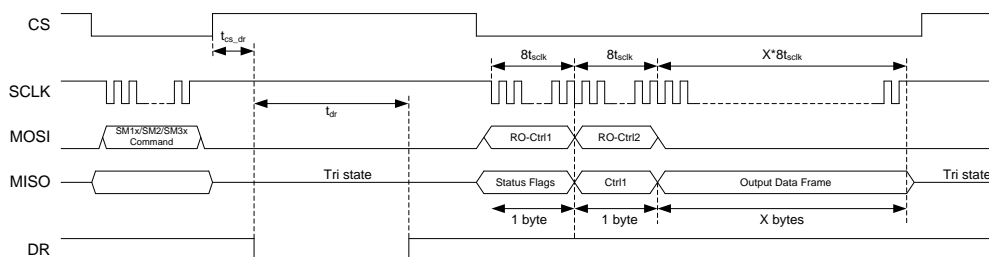 CS
t_cs_dr
8t_sclk 8t_sclk X*8t_sclk
SCLK
t_dr
MOSI SM1x/SM2/SM3x RO-Ctrl1 RO-Ctrl2
Command
MISO Tri state Status Flags Ctrl1 Output Data Frame Tri state
1 byte 1 byte X bytes
DR